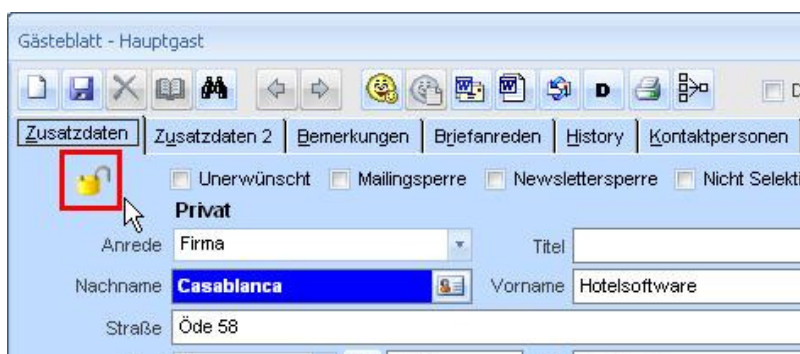 Gästeblatt - Hauptgast
D
Zusatzdaten Zusatzdaten 2 Bemerkungen Briefanreden History Kontaktpersonen
Unerwünscht Mailingsperre Newslettersperre Nicht Selekti
Privat
Anrede Firma Titel
Nachname Casablanca Vorname Hotelsoftware
Straße Öde 58